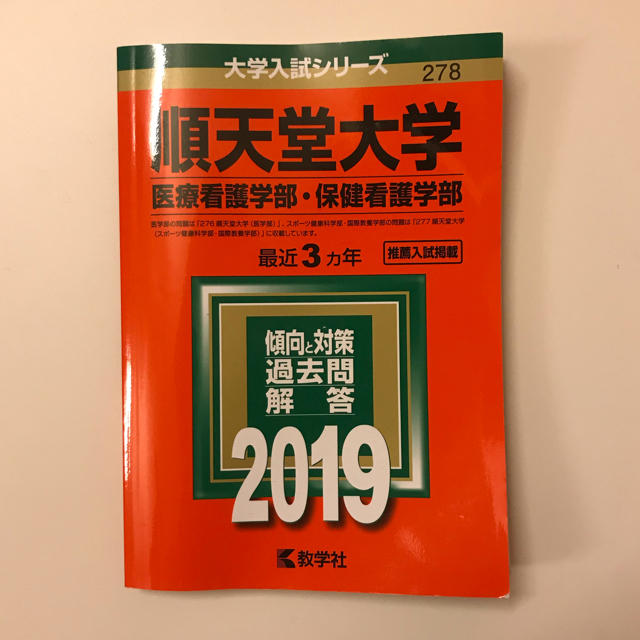 大学入試シリーズ
278
順天堂大学
医療看護学部・保健看護学部
医学部の問題は「276 順天堂大学(医学部)」、スポーツ健康科学部・国際教養学部の問題は「277 順天堂大学
(スポーツ健康科学部・国際教養学部)」に収載しています。
最近3カ年
推薦入試掲載
傾向と対策
過去問
解答
2019
教学社